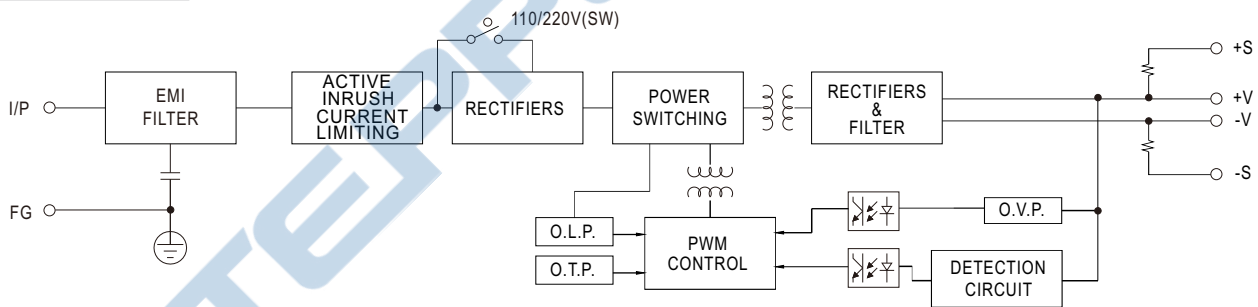 110/220V(SW)
+S
I/P
EMI
FILTER
ACTIVE
INRUSH
CURRENT
LIMITING
RECTIFIERS
POWER
SWITCHING
RECTIFIERS
&
FILTER
+V
-V
-S
FG
O.L.P.
O.T.P.
PWM
CONTROL
O.V.P.
DETECTION
CIRCUIT